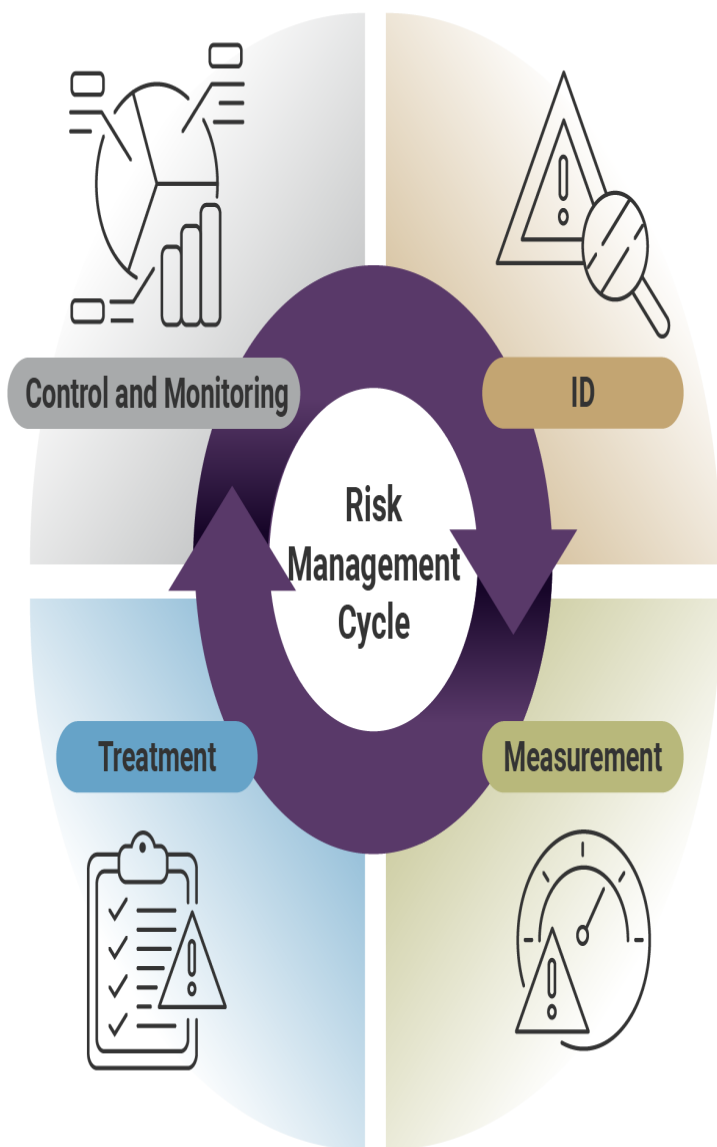 Control and Monitoring
ID
Risk
Management
Cycle
Treatment
Measurement